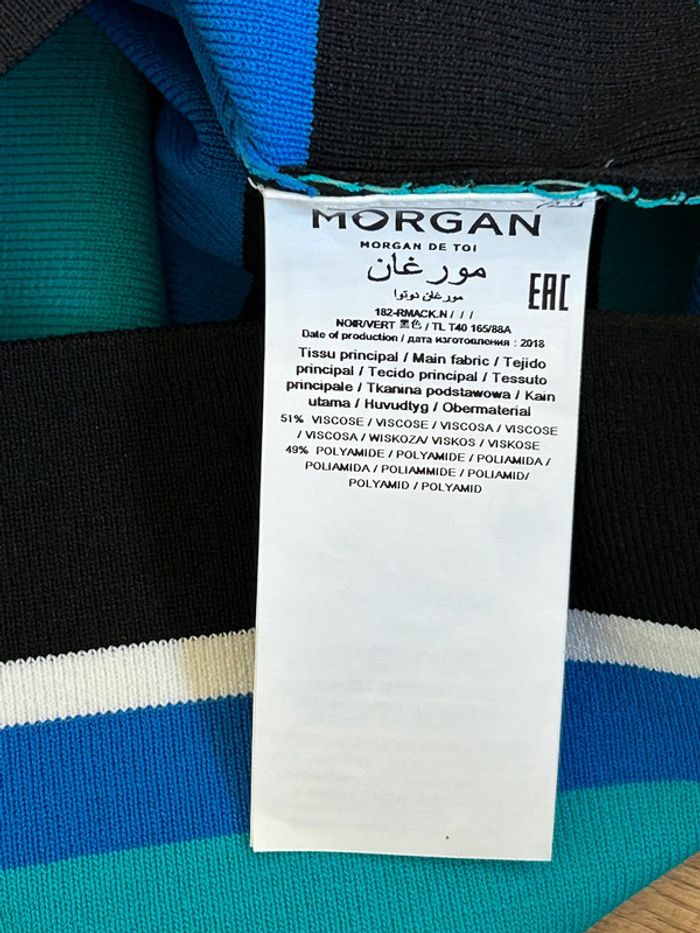 MORGAN
MORGAN DE TOI
مورغان
مورغان دوتوا
EAC
182-RMACK.N / / /
NOIR/VERT 黑色 / TL T40 165/88A
Date of production / дата изготовления : 2018
Tissu principal / Main fabric / Tejido
principal / Tecido principal / Tessuto
principale / Tkanina podstawowa / Kain
utama / Huvudtyg / Obermaterial
51% VISCOSE / VISCOSE / VISCOSA / VISCOSE
/ VISCOSA / WISKOZA/ VISKOS / VISKOSE
49% POLYAMIDE / POLYAMIDE / POLIAMIDA /
POLIAMIDA / POLIAMMIDE / POLIAMID/
POLYAMID / POLYAMID